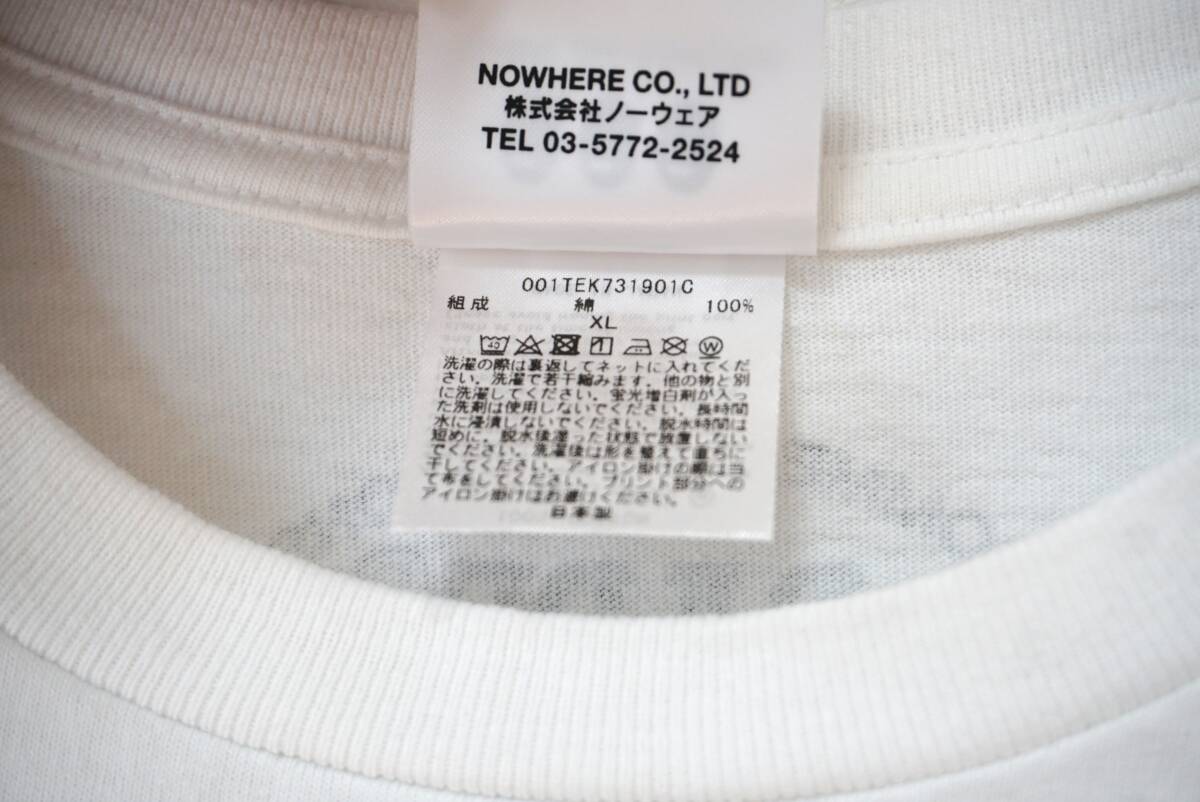 NOWHERE CO., LTD
株式会社ノーウェア
TEL 03-5772-2524
001TEK731901C
組成 綿 100%
XL
40 W
洗濯の際は裏返してネットに入れてくだ
さい。洗濯で若干縮みます。他の物と別
に洗濯してください。蛍光増白剤が入っ
た洗剤は使用しないでください。長時間
水に浸漬しないでください。脱水時間は
短めに。脱水後湿った状態で放置しない
でください。洗濯後は形を整えて直ちに
干してください。アイロン掛けの際は当
て布をしてください。プリント部分への
アイロン掛けはお避けください。
日本製